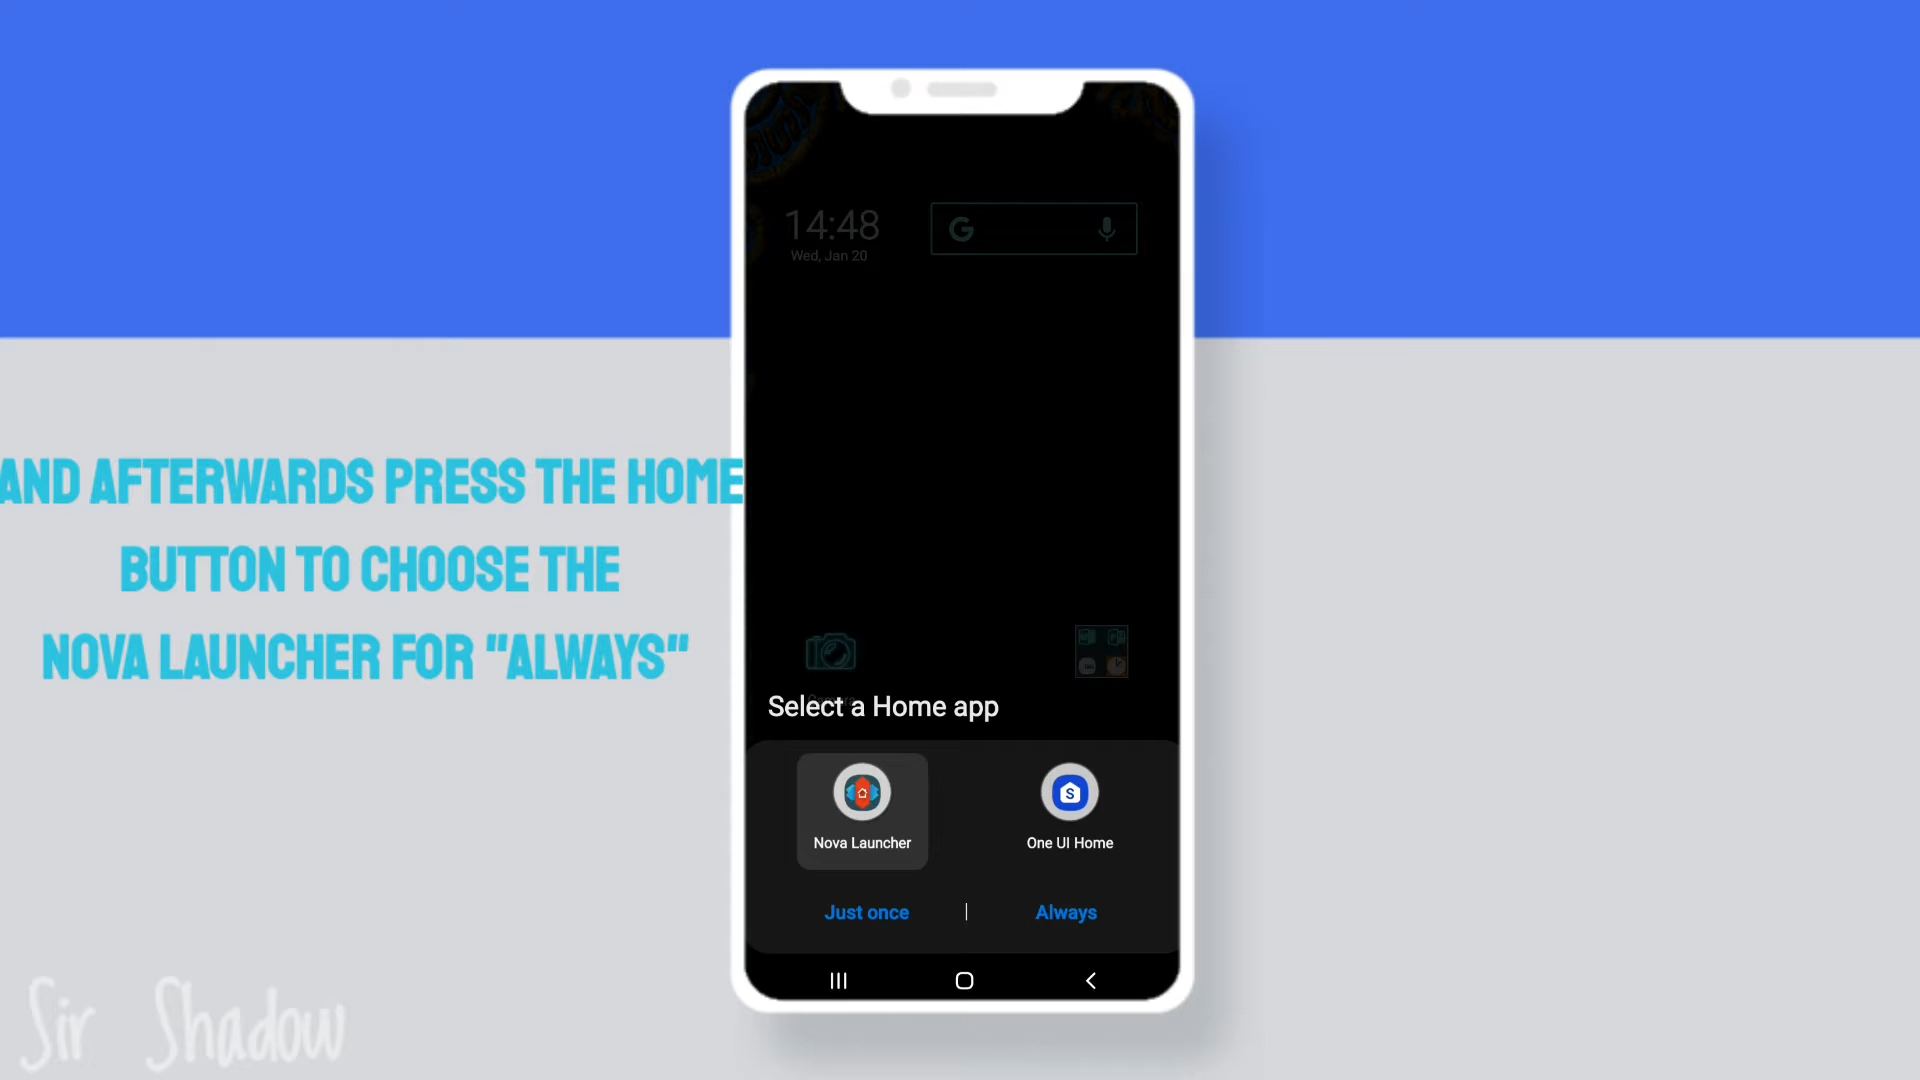 14:48
Wed, Jan 20
AND AFTERWARDS PRESS THE HOME
BUTTON TO CHOOSE THE
NOVA LAUNCHER FOR "ALWAYS"
Select a Home app
Nova Launcher
One UI Home
Just once | Always
Sir Shadow